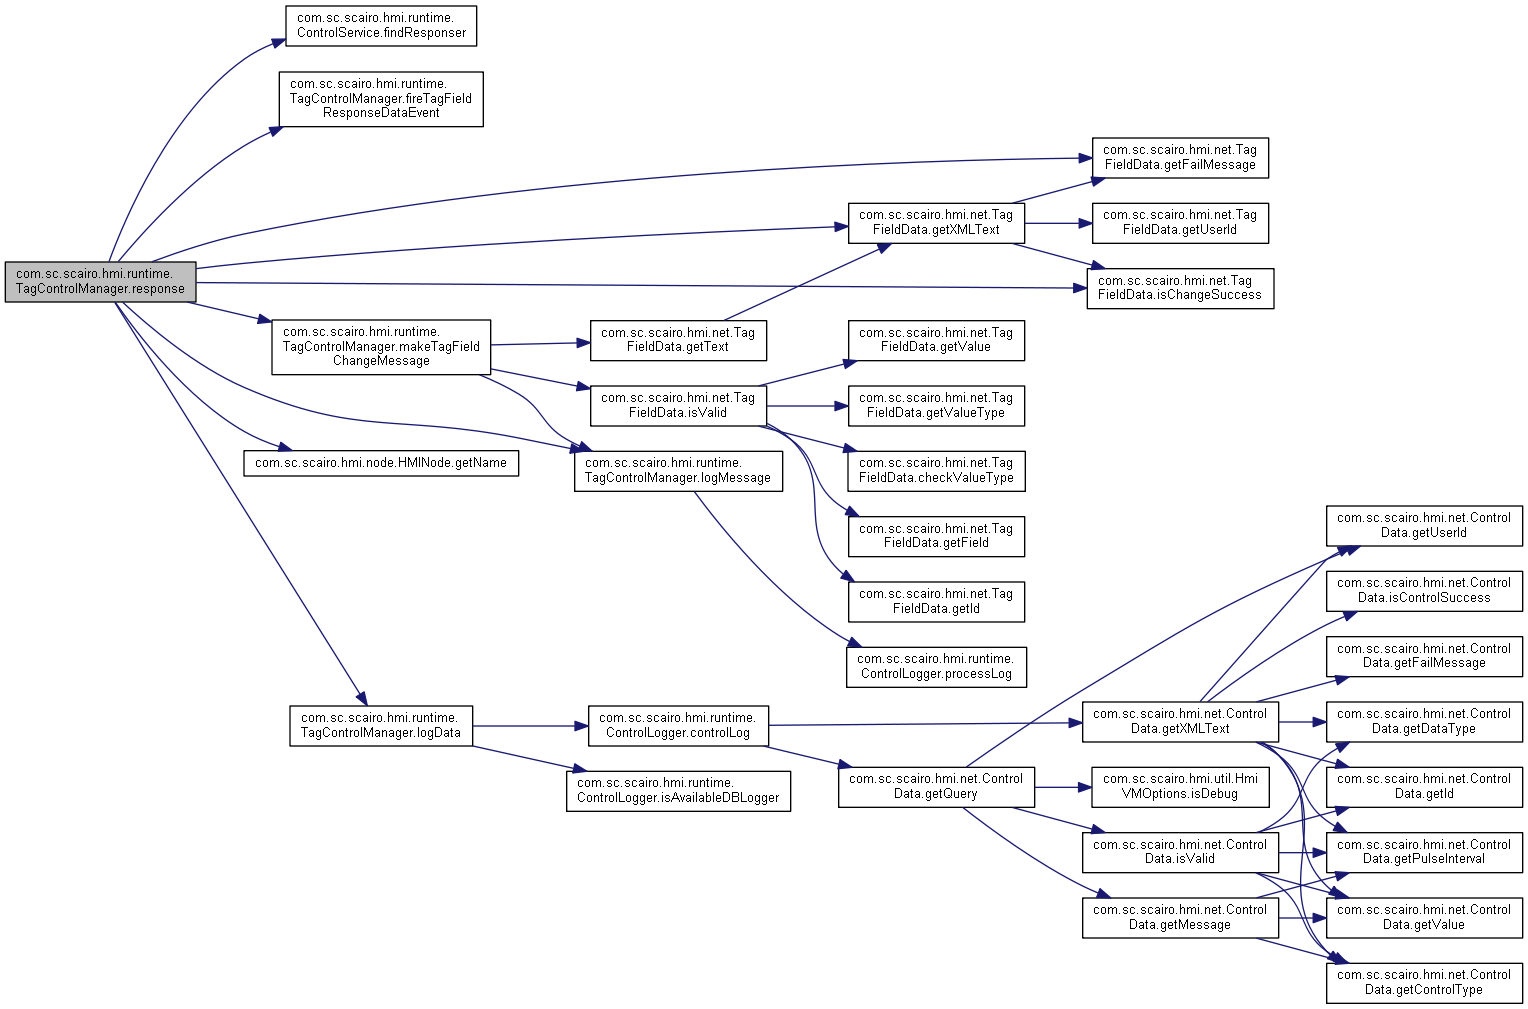 com.sc.scairo.hmi.runtime.
ControlService.findResponser
com.sc.scairo.hmi.runtime.
TagControlManager.fireTagField
ResponseDataEvent
com.sc.scairo.hmi.net.Tag
FieldData.getFailMessage
com.sc.scairo.hmi.net.Tag
FieldData.getXMLText
com.sc.scairo.hmi.net.Tag
FieldData.getUserId
com.sc.scairo.hmi.runtime.
TagControlManager.response
com.sc.scairo.hmi.net.Tag
FieldData.isChangeSuccess
com.sc.scairo.hmi.runtime.
TagControlManager.makeTagField
ChangeMessage
com.sc.scairo.hmi.net.Tag
FieldData.getText
com.sc.scairo.hmi.net.Tag
FieldData.getValue
com.sc.scairo.hmi.net.Tag
FieldData.isValid
com.sc.scairo.hmi.net.Tag
FieldData.getValueType
com.sc.scairo.hmi.node.HMINode.getName
com.sc.scairo.hmi.runtime.
TagControlManager.logMessage
com.sc.scairo.hmi.net.Tag
FieldData.checkValueType
com.sc.scairo.hmi.net.Tag
FieldData.getField
com.sc.scairo.hmi.net.Control
Data.getUserId
com.sc.scairo.hmi.net.Tag
FieldData.getId
com.sc.scairo.hmi.net.Control
Data.isControlSuccess
com.sc.scairo.hmi.runtime.
ControlLogger.processLog
com.sc.scairo.hmi.net.Control
Data.getFailMessage
com.sc.scairo.hmi.runtime.
TagControlManager.logData
com.sc.scairo.hmi.runtime.
ControlLogger.controlLog
com.sc.scairo.hmi.net.Control
Data.getXMLText
com.sc.scairo.hmi.net.Control
Data.getDataType
com.sc.scairo.hmi.runtime.
ControlLogger.isAvailableDBLogger
com.sc.scairo.hmi.net.Control
Data.getQuery
com.sc.scairo.hmi.util.Hmi
VMOptions.isDebug
com.sc.scairo.hmi.net.Control
Data.getId
com.sc.scairo.hmi.net.Control
Data.isValid
com.sc.scairo.hmi.net.Control
Data.getPulseInterval
com.sc.scairo.hmi.net.Control
Data.getMessage
com.sc.scairo.hmi.net.Control
Data.getValue
com.sc.scairo.hmi.net.Control
Data.getControlType